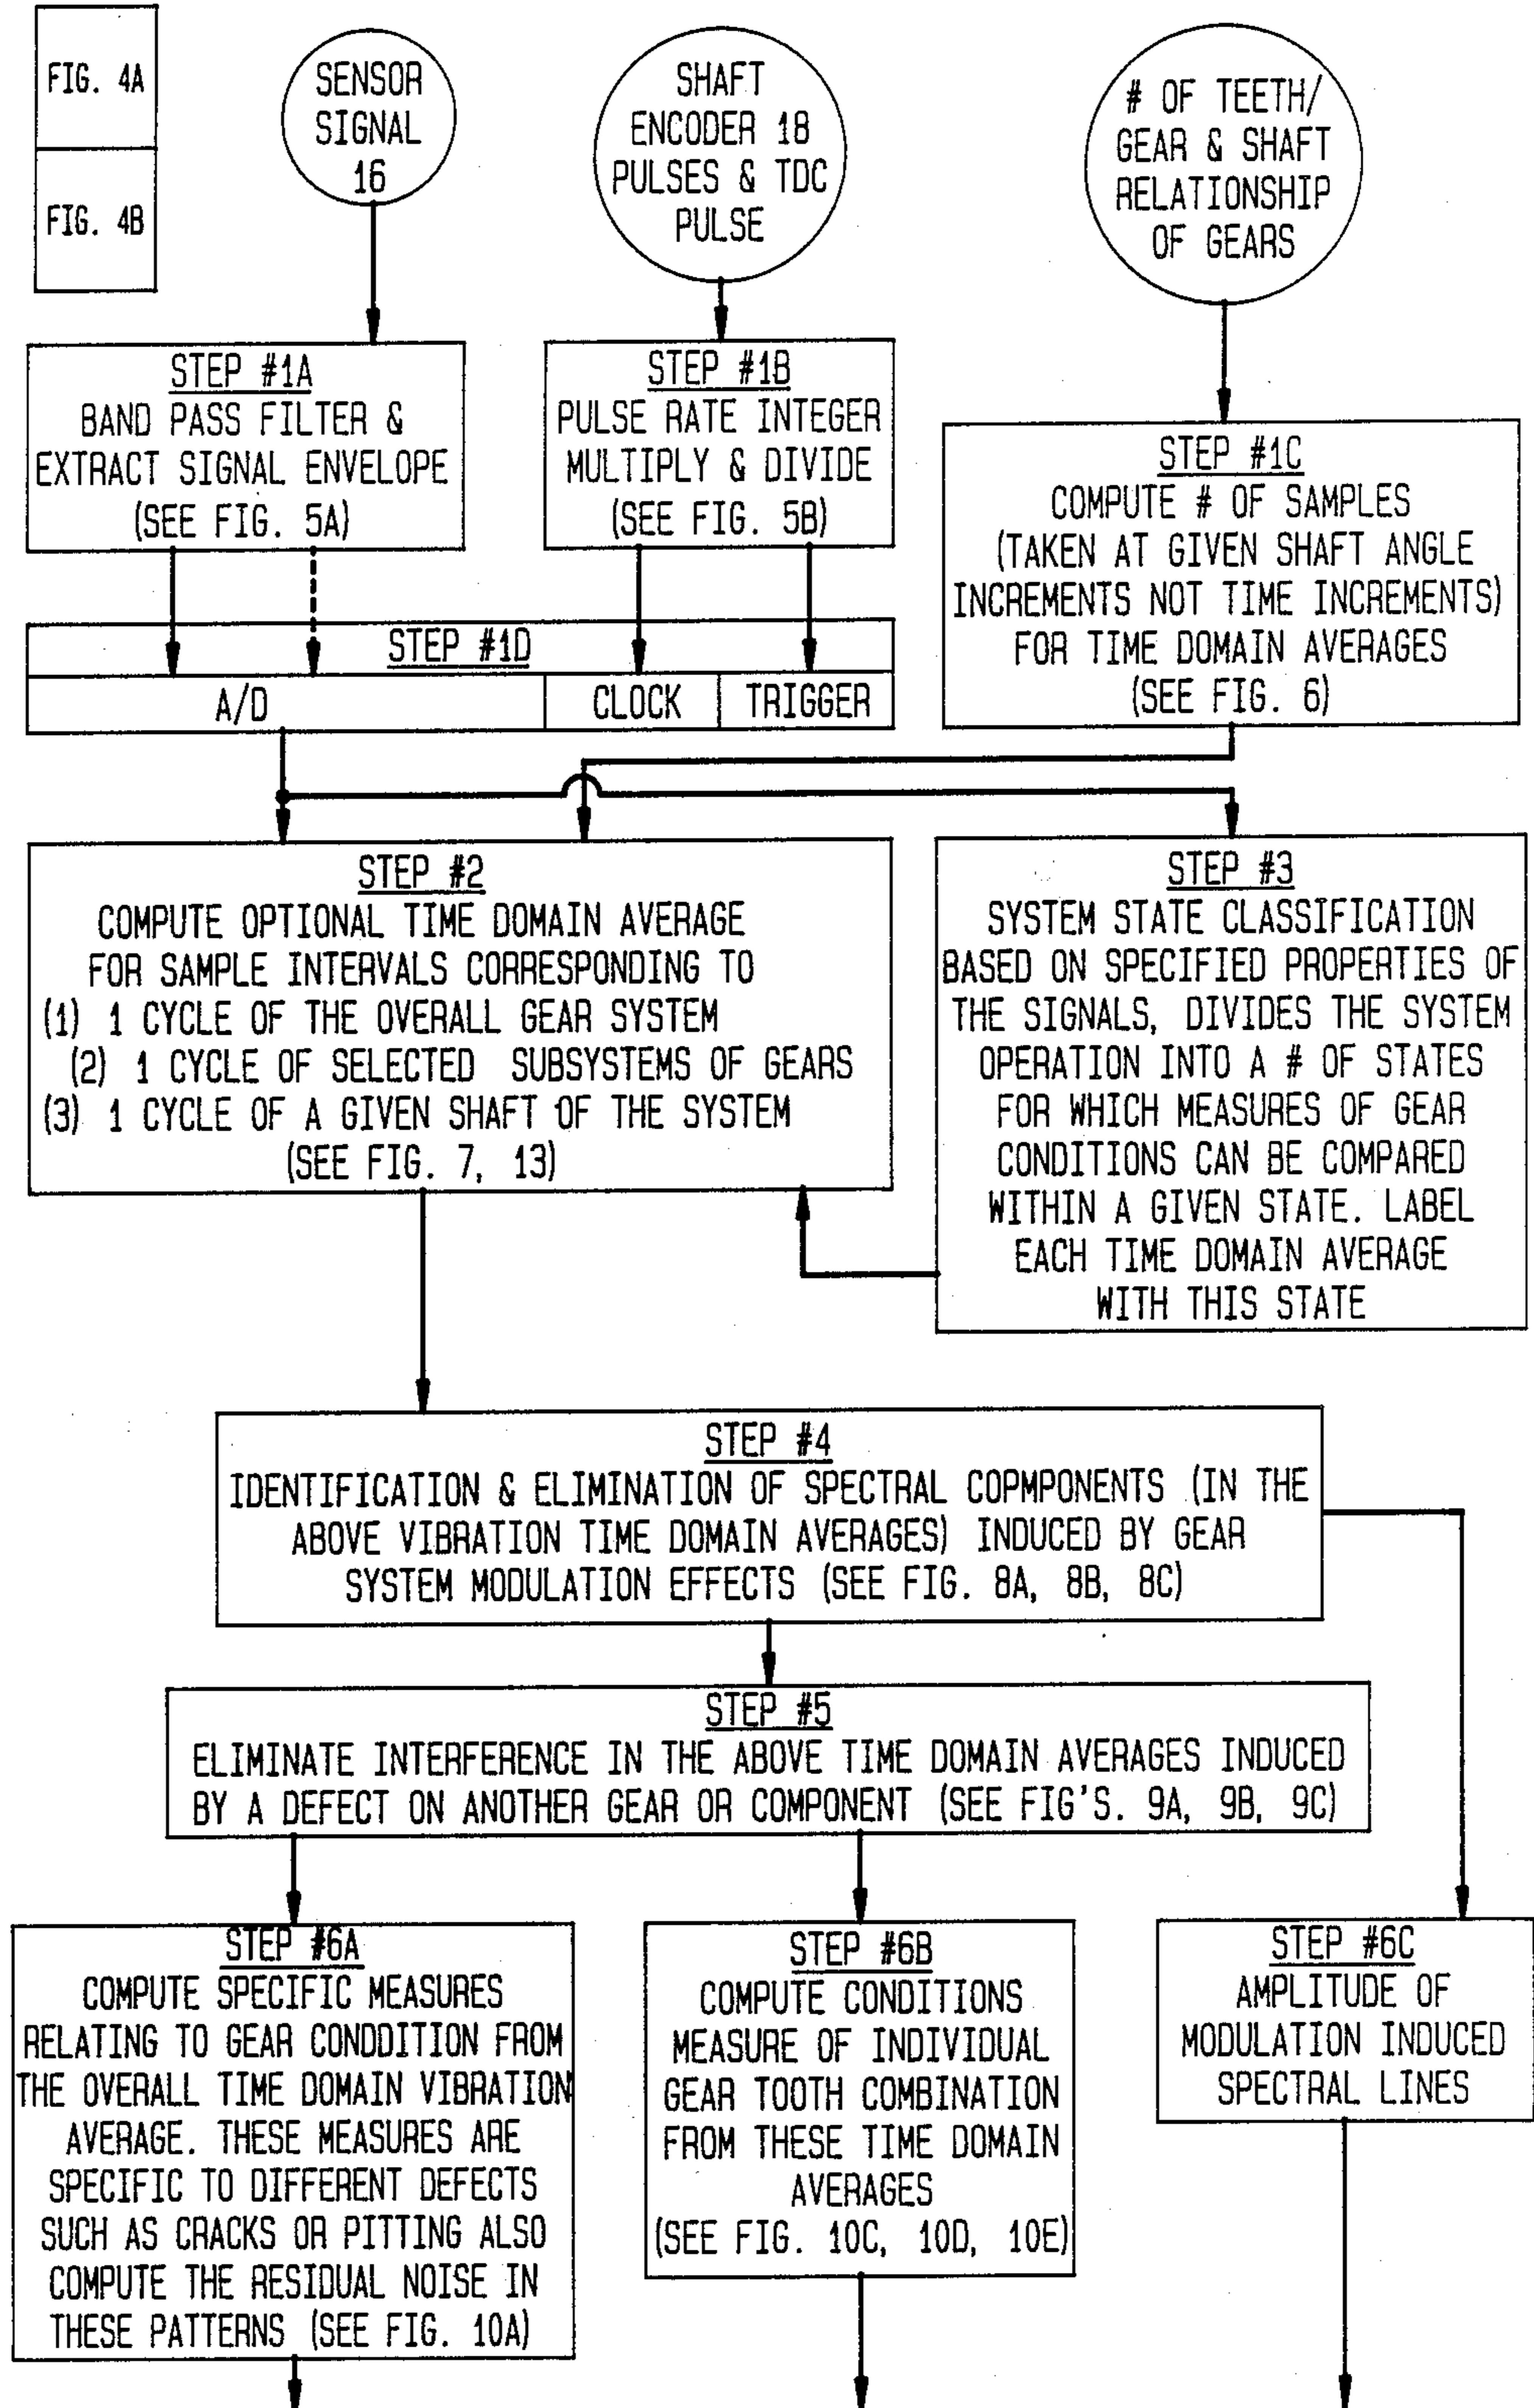 FIG. 4A
FIG. 4B
SENSOR
SIGNAL
16
SHAFT
ENCODER 18
PULSES & TDC
PULSE
# OF TEETH/
GEAR & SHAFT
RELATIONSHIP
OF GEARS
STEP #1A
BAND PASS FILTER &
EXTRACT SIGNAL ENVELOPE
(SEE FIG. 5A)
STEP #1B
PULSE RATE INTEGER
MULTIPLY & DIVIDE
(SEE FIG. 5B)
STEP #1C
COMPUTE # OF SAMPLES
(TAKEN AT GIVEN SHAFT ANGLE
INCREMENTS NOT TIME INCREMENTS)
FOR TIME DOMAIN AVERAGES
(SEE FIG. 6)
STEP #1D
A/D
CLOCK
TRIGGER
STEP #2
COMPUTE OPTIONAL TIME DOMAIN AVERAGE
FOR SAMPLE INTERVALS CORRESPONDING TO
(1) 1 CYCLE OF THE OVERALL GEAR SYSTEM
(2) 1 CYCLE OF SELECTED SUBSYSTEMS OF GEARS
(3) 1 CYCLE OF A GIVEN SHAFT OF THE SYSTEM
(SEE FIG. 7, 13)
STEP #3
SYSTEM STATE CLASSIFICATION
BASED ON SPECIFIED PROPERTIES OF
THE SIGNALS, DIVIDES THE SYSTEM
OPERATION INTO A # OF STATES
FOR WHICH MEASURES OF GEAR
CONDITIONS CAN BE COMPARED
WITHIN A GIVEN STATE. LABEL
EACH TIME DOMAIN AVERAGE
WITH THIS STATE
STEP #4
IDENTIFICATION & ELIMINATION OF SPECTRAL COPMPONENTS (IN THE
ABOVE VIBRATION TIME DOMAIN AVERAGES) INDUCED BY GEAR
SYSTEM MODULATION EFFECTS (SEE FIG. 8A, 8B, 8C)
STEP #5
ELIMINATE INTERFERENCE IN THE ABOVE TIME DOMAIN AVERAGES INDUCED
BY A DEFECT ON ANOTHER GEAR OR COMPONENT (SEE FIG'S. 9A, 9B, 9C)
STEP #6A
COMPUTE SPECIFIC MEASURES
RELATING TO GEAR CONDDITION FROM
THE OVERALL TIME DOMAIN VIBRATION
AVERAGE. THESE MEASURES ARE
SPECIFIC TO DIFFERENT DEFECTS
SUCH AS CRACKS OR PITTING ALSO
COMPUTE THE RESIDUAL NOISE IN
THESE PATTERNS (SEE FIG. 10A)
STEP #6B
COMPUTE CONDITIONS
MEASURE OF INDIVIDUAL
GEAR TOOTH COMBINATION
FROM THESE TIME DOMAIN
AVERAGES
(SEE FIG. 10C, 10D, 10E)
STEP #6C
AMPLITUDE OF
MODULATION INDUCED
SPECTRAL LINES